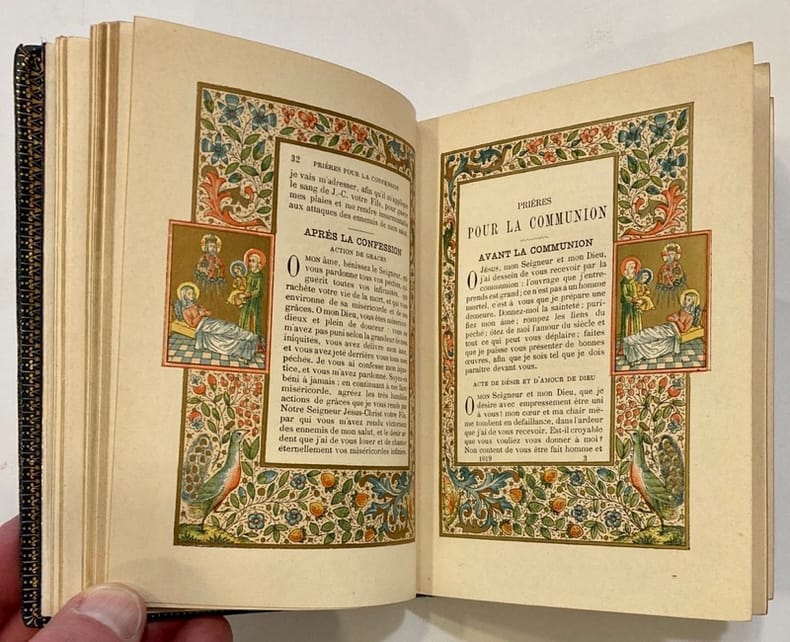 32 PRIÈRES POUR LA CONFESSION
je vais m'adresser, afin qu'il m'applique
le sang de J.-C. votre Fils, pour guérir
mes plaies et me rendre insurmontable
aux attaques des ennemis de mon salut.
APRÈS LA CONFESSION
ACTION DE GRACES
O MON âme, bénissez le Seigneur, qui
vous pardonne tous vos péchés, qui
guérit toutes vos infirmités, qui
rachète votre vie de la mort, et qui vous
environne de sa miséricorde et de ses
grâces. O mon Dieu, vous êtes miséricordieux
et plein de douceur : vous ne
m'avez pas puni selon la grandeur de mes
iniquités, vous avez délivré mon âme,
et vous avez jeté derrière vous tous mes
péchés. Je vous ai confessé mon injustice,
et vous m'avez pardonné. Soyez-en
béni à jamais : en continuant à me faire
miséricorde, agréez les très humbles
actions de grâces que je vous rends par
Notre Seigneur Jésus-Christ votre Fils,
par qui vous m'avez rendu victorieux
des ennemis de mon salut, et le désir ardent
que j'ai de vous louer et de chanter
éternellement vos miséricordes infinies.
PRIÈRES
POUR LA COMMUNION
AVANT LA COMMUNION
O JÉSUS, mon Seigneur et mon Dieu,
j'ai dessein de vous recevoir par la
communion : l'ouvrage que j'entreprends
est grand ; ce n'est pas à un homme
mortel, c'est à vous que je prépare une
demeure. Donnez-moi la sainteté ; purifiez
mon âme ; rompez les liens du
péché ; ôtez de moi l'amour du siècle et
tout ce qui peut vous déplaire ; faites
que je puisse vous présenter de bonnes
œuvres, afin que je sois tel que je dois
paraître devant vous.
ACTE DE DÉSIR ET D'AMOUR DE DIEU
O MON Seigneur et mon Dieu, que je
désire avec empressement être uni
à vous ! mon cœur et ma chair même
tombent en défaillance, dans l'ardeur
que j'ai de vous recevoir. Est-il croyable
que vous vouliez vous donner à moi ?
Non content de vous être fait homme et
1019 3